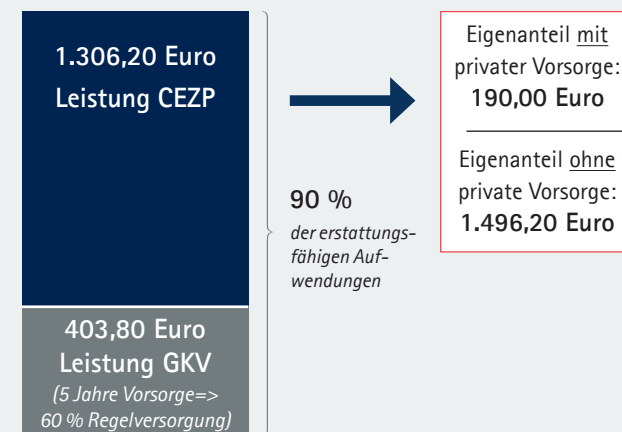 1.306,20 Euro
Leistung CEZP
403,80 Euro
Leistung GKV
(5 Jahre Vorsorge=>
60 % Regelversorgung)
90 %
der erstattungs-
fähigen Auf-
wendungen
Eigenanteil mit
privater Vorsorge:
190,00 Euro
Eigenanteil ohne
private Vorsorge:
1.496,20 Euro